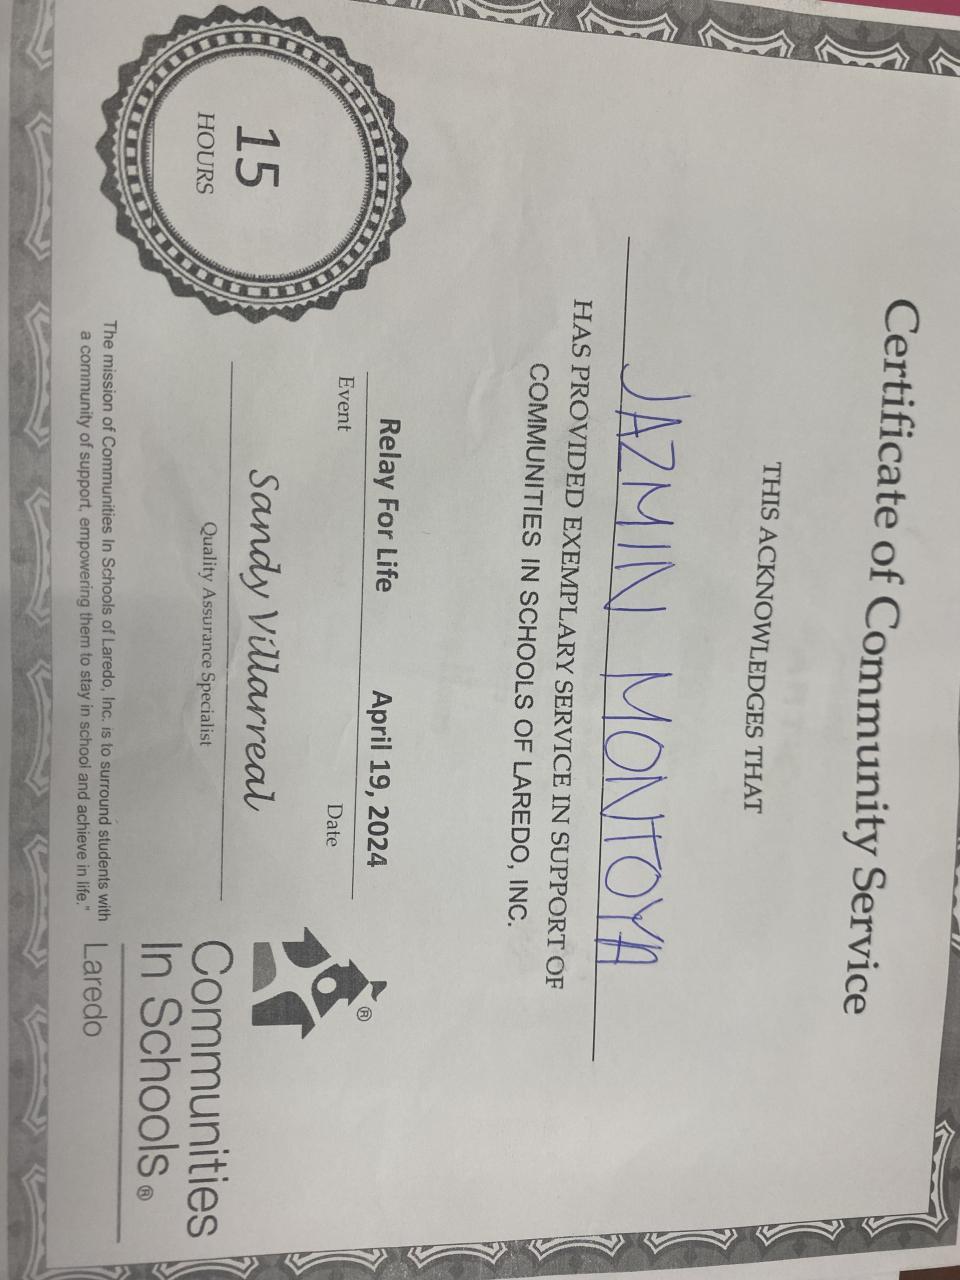 Certificate of Community Service
THIS ACKNOWLEDGES THAT
JAZMIN MONTOYA
HAS PROVIDED EXEMPLARY SERVICE IN SUPPORT OF
COMMUNITIES IN SCHOOLS OF LAREDO, INC.
Relay For Life April 19, 2024
Event Date
15
HOURS
Sandy Villarreal
Quality Assurance Specialist
The mission of Communities In Schools of Laredo, Inc. is to surround students with
a community of support, empowering them to stay in school and achieve in life."
®
Communities
In Schools®
Laredo